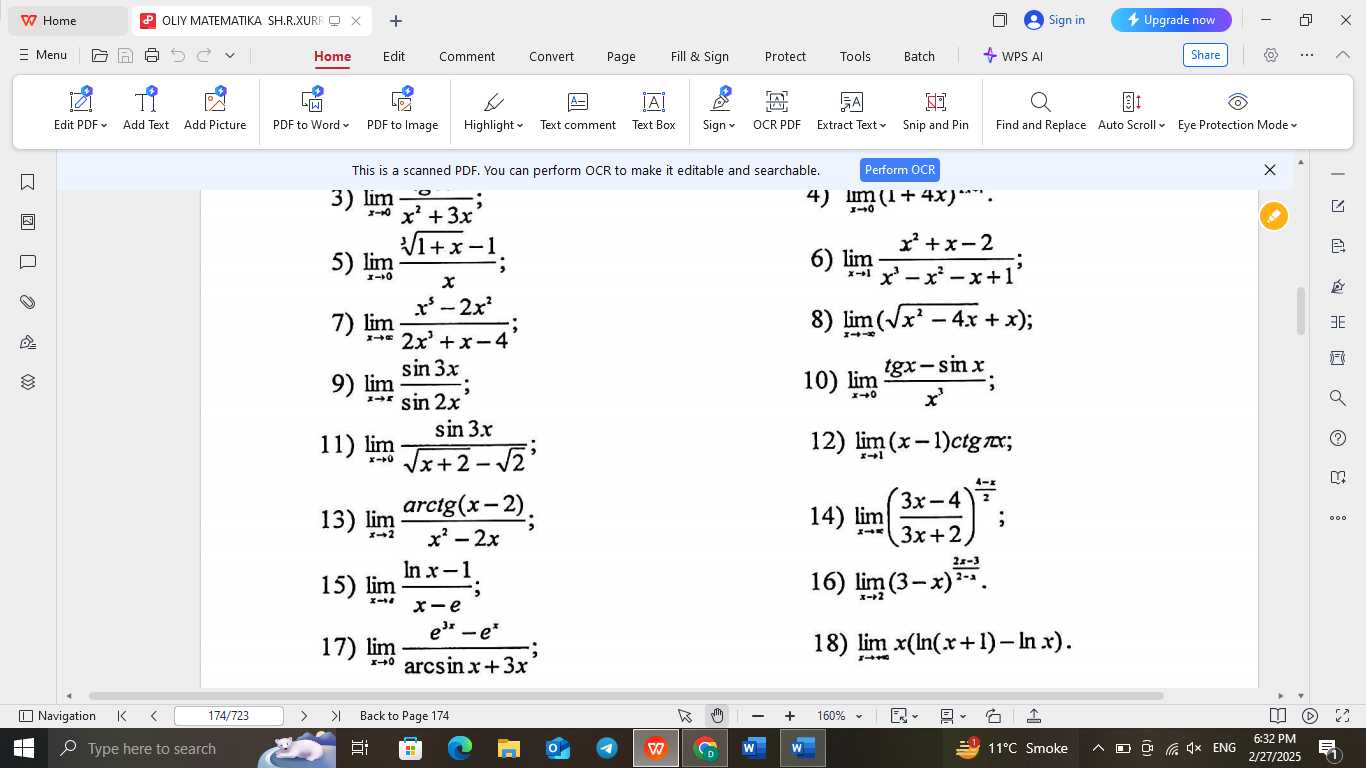 Home
OLIY MATEMATIKA SH.R.XURR
Sign in
Upgrade now
Menu
Home
Edit
Comment
Convert
Page
Fill & Sign
Protect
Tools
Batch
WPS AI
Share
Edit PDF
Add Text
Add Picture
PDF to Word
PDF to Image
Highlight
Text comment
Text Box
Sign
OCR PDF
Extract Text
Snip and Pin
Find and Replace
Auto Scroll
Eye Protection Mode
This is a scanned PDF. You can perform OCR to make it editable and searchable.
Perform OCR
3) lim x→0 x² + 3x;
4) lim x→0 (1 + 4x)
5) lim x→0 (∛(1+x) − 1)/x;
6) lim x→1 (x² + x − 2)/(x³ − x² − x + 1);
7) lim x→∞ (x⁵ − 2x²)/(2x³ + x − 4);
8) lim x→−∞ (√(x² − 4x) + x);
9) lim x→π sin 3x/sin 2x;
10) lim x→0 (tgx − sin x)/x³;
11) lim x→0 sin 3x/(√(x+2) − √2);
12) lim x→1 (x − 1)ctgπx;
13) lim x→2 arctg(x − 2)/(x² − 2x);
14) lim x→∞ ((3x − 4)/(3x + 2))^((4−x)/2);
15) lim x→e (ln x − 1)/(x − e);
16) lim x→2 (3 − x)^((2x−3)/(2−x)).
17) lim x→0 (e³ˣ − eˣ)/(arcsin x + 3x);
18) lim x→+∞ x(ln(x + 1) − ln x).
Navigation
174/723
Back to Page 174
160%
Type here to search
11°C Smoke
ENG
6:32 PM
2/27/2025